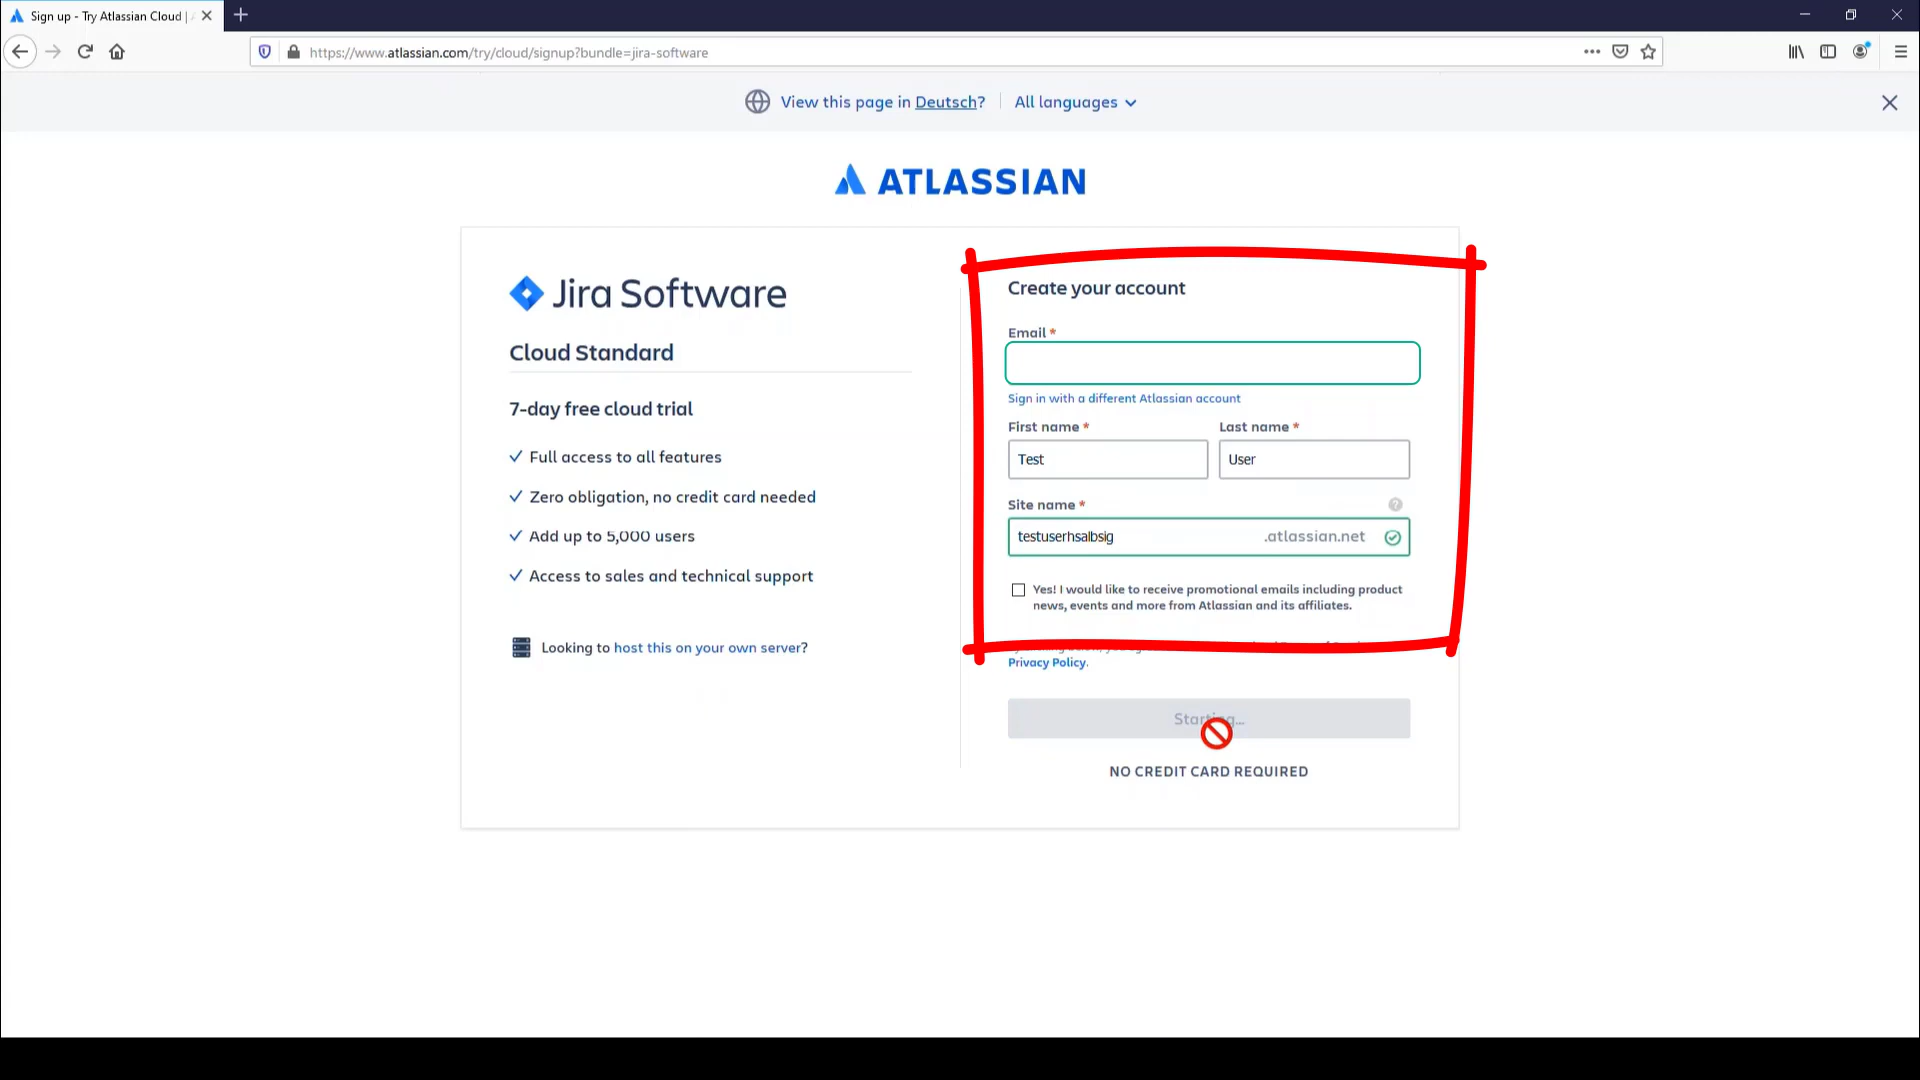 Sign up - Try Atlassian Cloud |
https://www.atlassian.com/try/cloud/signup?bundle=jira-software
View this page in Deutsch?
All languages
ATLASSIAN
Jira Software
Cloud Standard
7-day free cloud trial
Full access to all features
Zero obligation, no credit card needed
Add up to 5,000 users
Access to sales and technical support
Looking to host this on your own server?
Create your account
Email *
Sign in with a different Atlassian account
First name *
Last name *
Test
User
Site name *
?
testuserhsalbsig
.atlassian.net
Yes! I would like to receive promotional emails including product
news, events and more from Atlassian and its affiliates.
Privacy Policy.
Starting...
NO CREDIT CARD REQUIRED